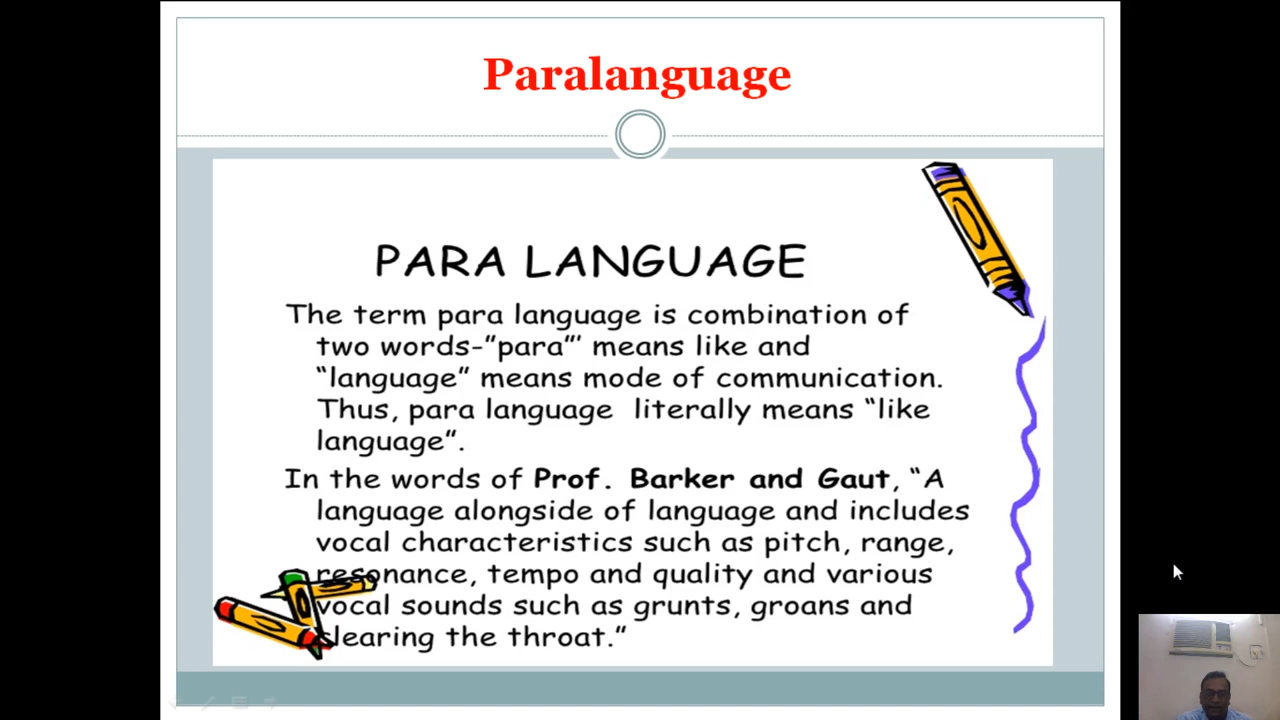 Paralanguage
PARA LANGUAGE
The term para language is combination of
two words-”para”’ means like and
“language” means mode of communication.
Thus, para language literally means “like
language”.
In the words of Prof. Barker and Gaut, “A
language alongside of language and includes
vocal characteristics such as pitch, range,
resonance, tempo and quality and various
vocal sounds such as grunts, groans and
clearing the throat.”